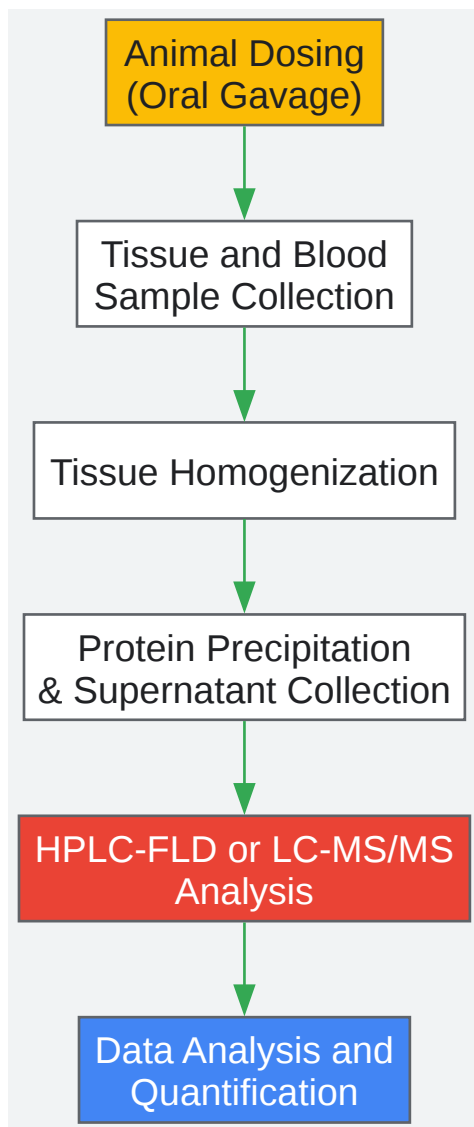 Animal Dosing
(Oral Gavage)
Tissue and Blood
Sample Collection
Tissue Homogenization
Protein Precipitation
& Supernatant Collection
HPLC-FLD or LC-MS/MS
Analysis
Data Analysis and
Quantification